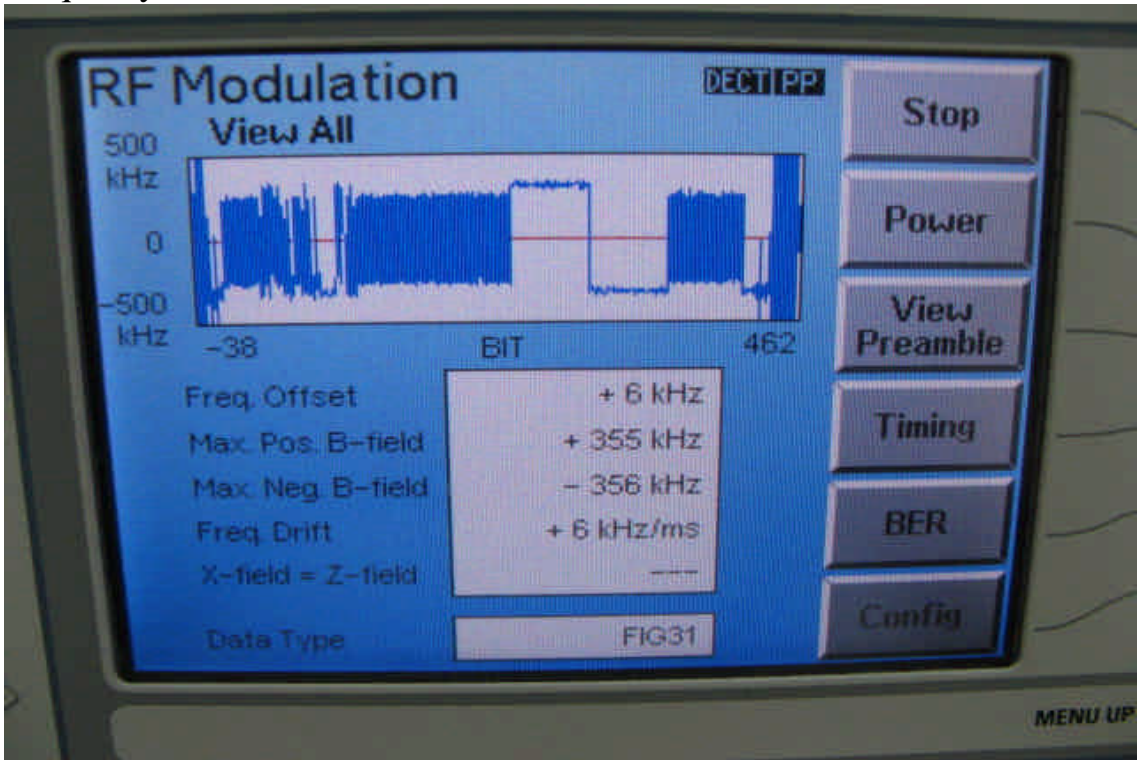 RF Modulation DECT PP
View All
500
kHz
0
-500
kHz
-38 BIT 462
Freq. Offset + 6 kHz
Max. Pos. B-field + 355 kHz
Max. Neg. B-field - 356 kHz
Freq. Drift + 6 kHz/ms
X-field = Z-field ---
Data Type FIG31
Stop
Power
View
Preamble
Timing
BER
Config
MENU UP